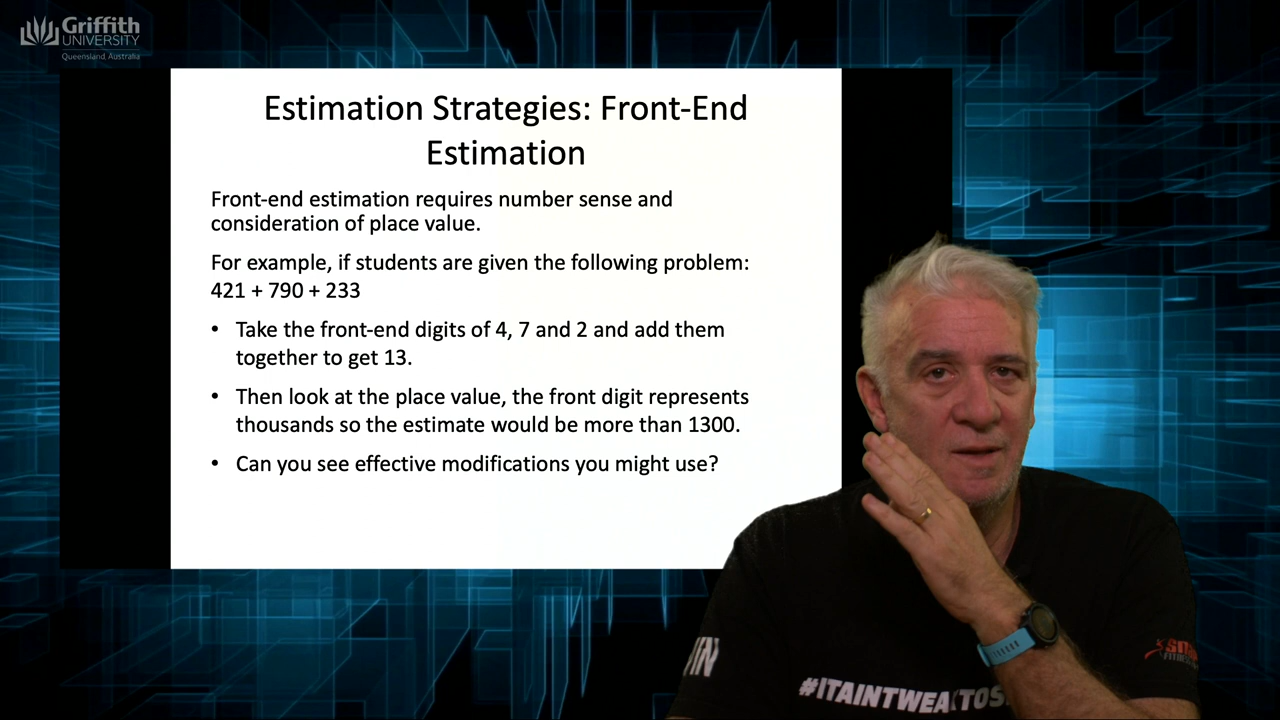 Griffith
UNIVERSITY
Queensland, Australia
Estimation Strategies: Front-End
Estimation
Front-end estimation requires number sense and
consideration of place value.
For example, if students are given the following problem:
421 + 790 + 233
• Take the front-end digits of 4, 7 and 2 and add them
together to get 13.
• Then look at the place value, the front digit represents
thousands so the estimate would be more than 1300.
• Can you see effective modifications you might use?